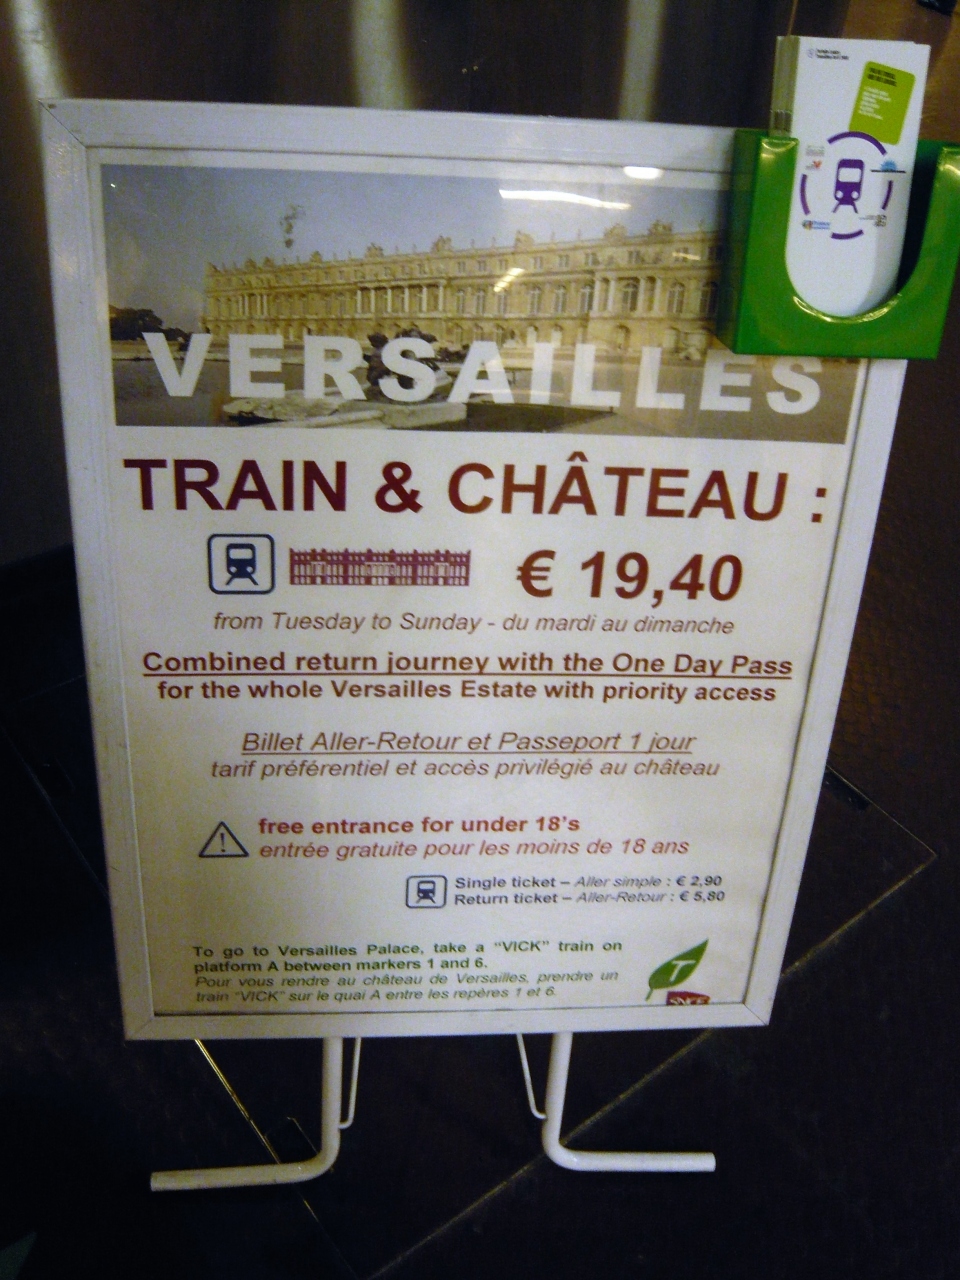 VERSAILLES
TRAIN & CHÂTEAU :
€ 19,40
from Tuesday to Sunday - du mardi au dimanche
Combined return journey with the One Day Pass
for the whole Versailles Estate with priority access
Billet Aller-Retour et Passeport 1 jour
tarif préférentiel et accès privilégié au château
free entrance for under 18's
entrée gratuite pour les moins de 18 ans
Single ticket – Aller simple : € 2,90
Return ticket – Aller-Retour : € 5,80
To go to Versailles Palace, take a "VICK" train on
platform A between markers 1 and 6.
Pour vous rendre au château de Versailles, prendre un
train "VICK" sur le quai A entre les repères 1 et 6.
T
SNCF